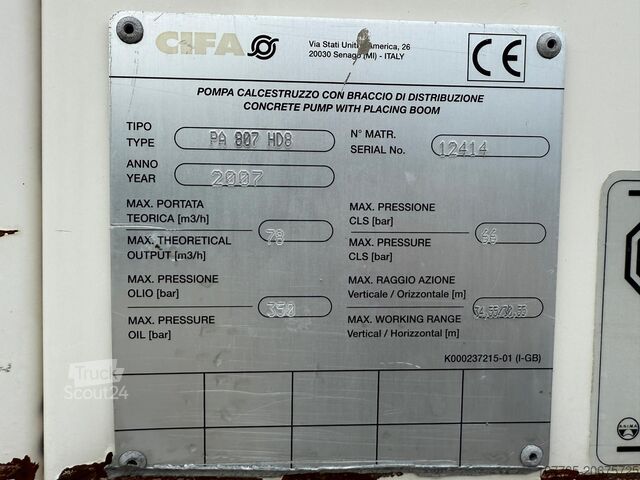 CIFA
Via Stati Uniti America, 26
20030 Senago (MI) - ITALY
CE
POMPA CALCESTRUZZO CON BRACCIO DI DISTRIBUZIONE
CONCRETE PUMP WITH PLACING BOOM
TIPO
TYPE
PA 807 HD8
N° MATR.
SERIAL No.
12414
ANNO
YEAR
2007
MAX. PORTATA
TEORICA [m3/h]
MAX. THEORETICAL
OUTPUT [m3/h]
78
MAX. PRESSIONE
CLS [bar]
MAX. PRESSURE
CLS [bar]
MAX. PRESSIONE
OLIO [bar]
MAX. PRESSURE
OIL [bar]
350
MAX. RAGGIO AZIONE
Verticale / Orizzontale [m]
MAX. WORKING RANGE
Vertical / Horrizontal [m]
K000237215-01 (I-GB)
Truck
Scout24